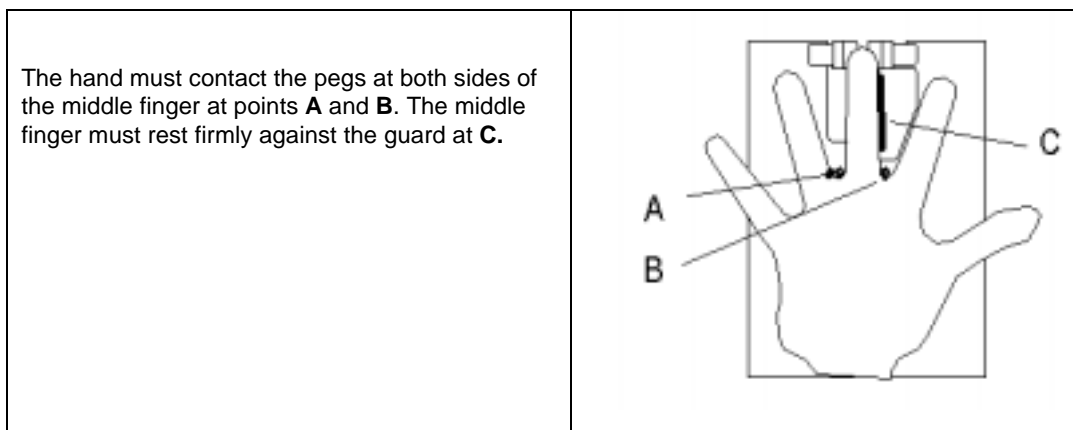 The hand must contact the pegs at both sides of
the middle finger at points A and B. The middle
finger must rest firmly against the guard at C.
C
A
B